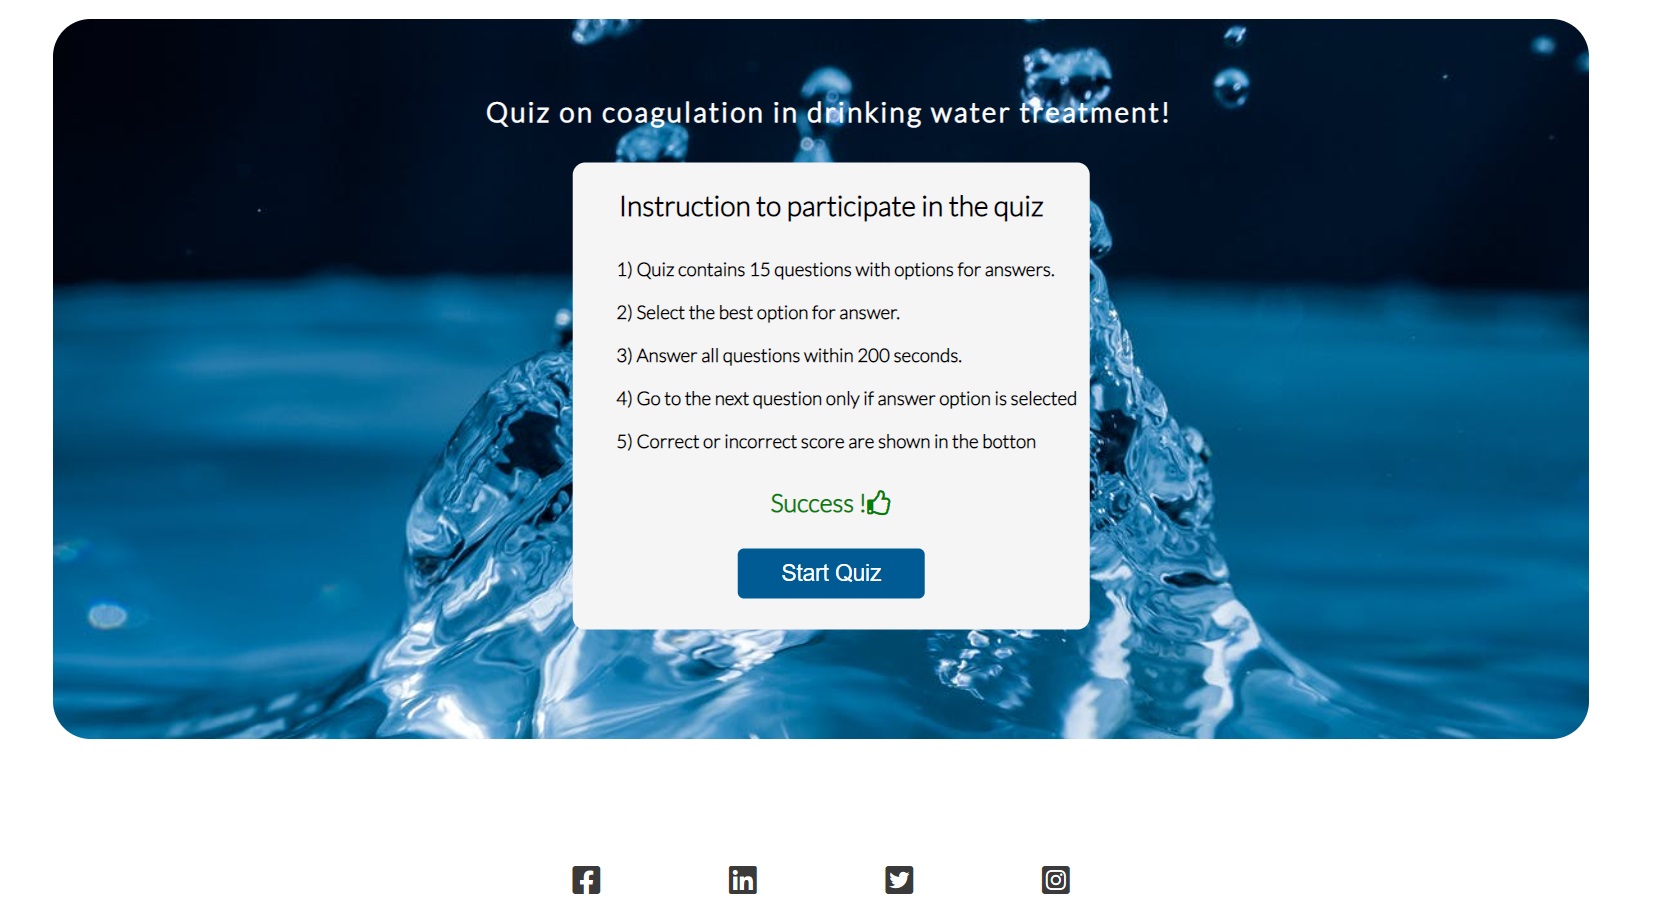 Quiz on coagulation in drinking water treatment!
Instruction to participate in the quiz
1) Quiz contains 15 questions with options for answers.
2) Select the best option for answer.
3) Answer all questions within 200 seconds.
4) Go to the next question only if answer option is selected
5) Correct or incorrect score are shown in the botton
Success !
Start Quiz